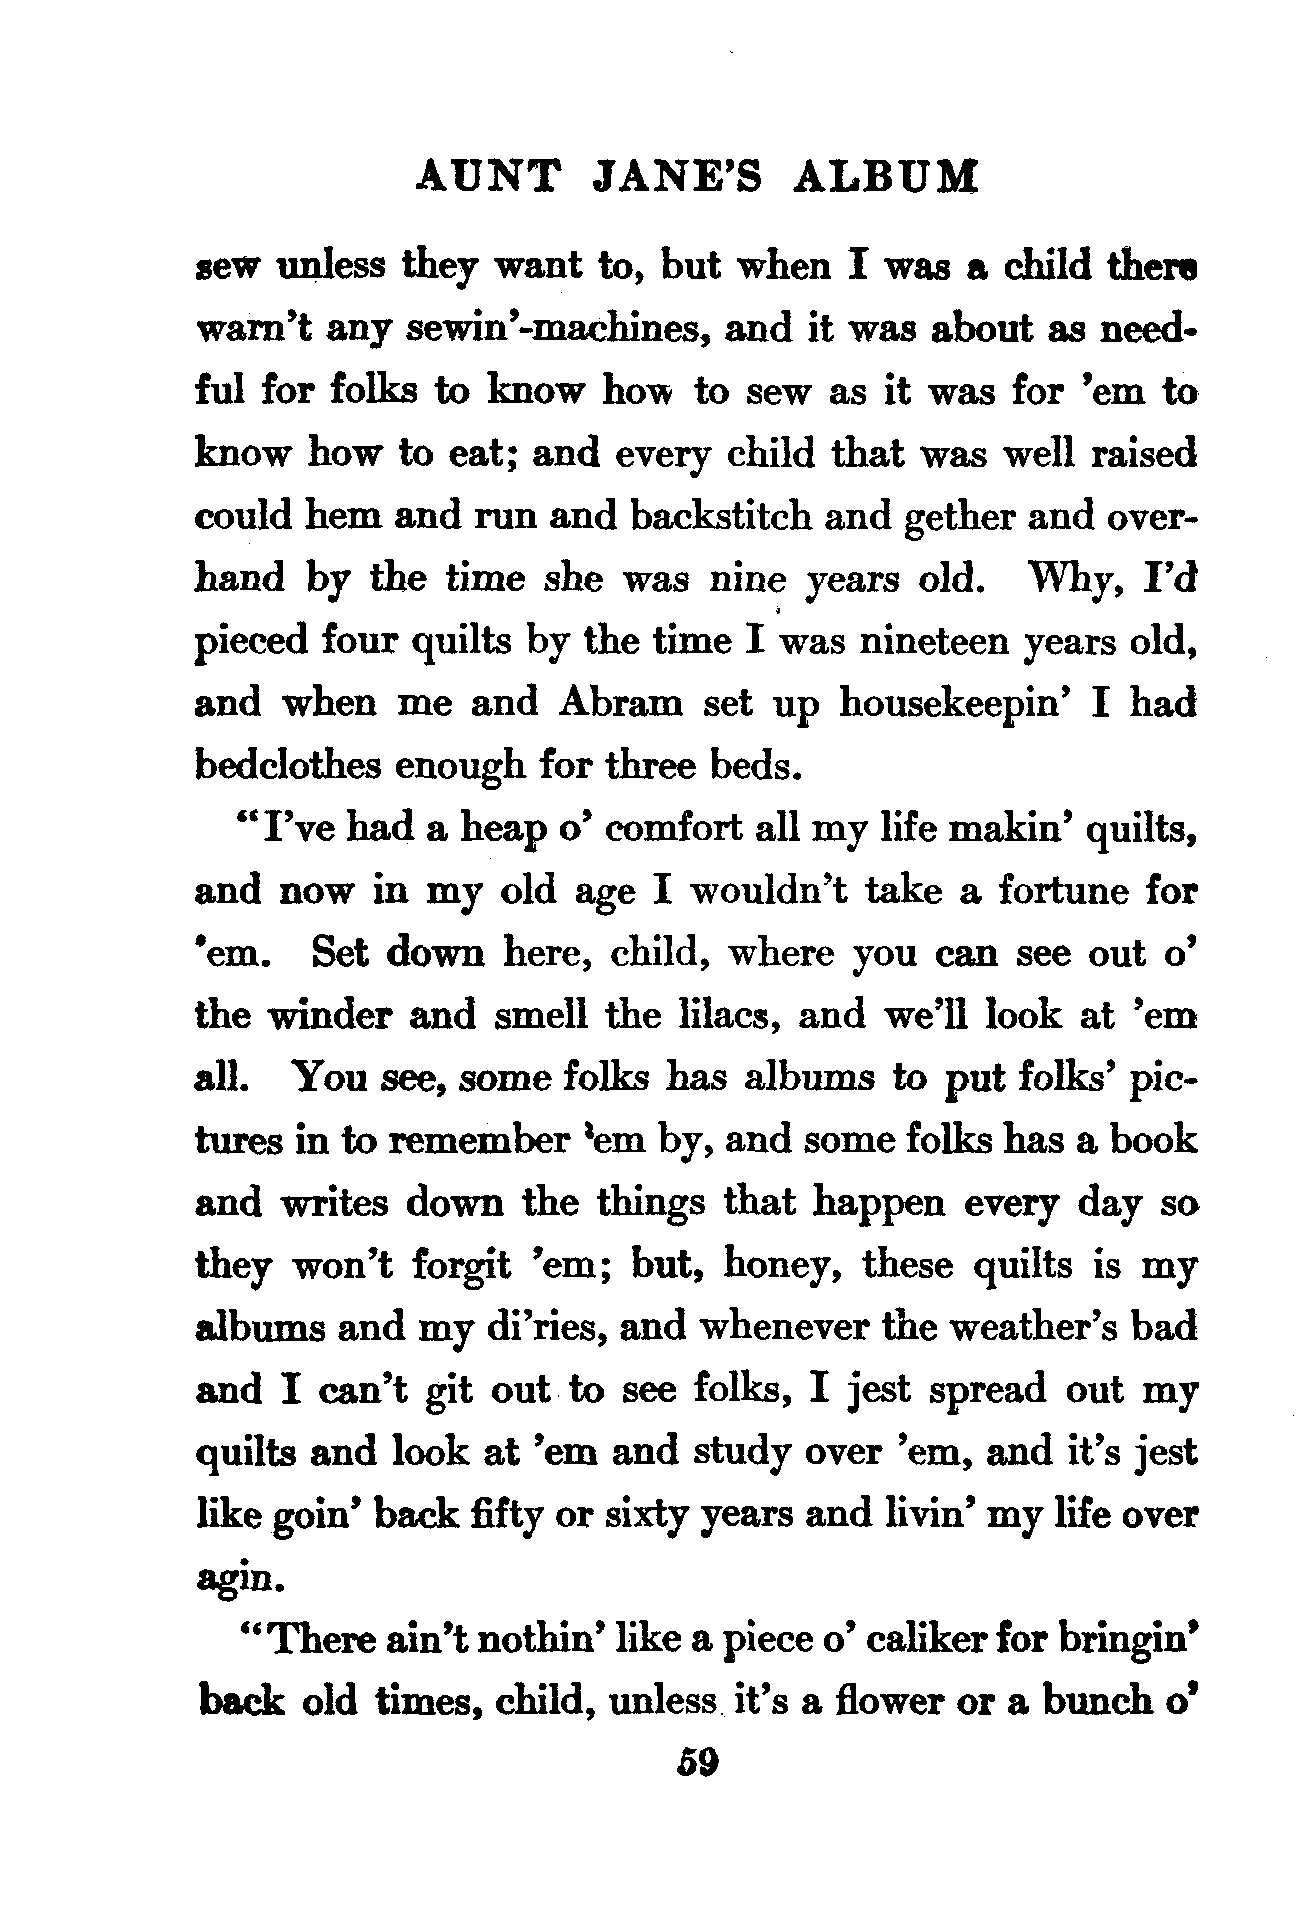 AUNT JANE'S ALBUM
sew unless they want to, but when I was a child there
warn't any sewin'-machines, and it was about as need-
ful for folks to know how to sew as it was for 'em to
know how to eat; and every child that was well raised
could hem and run and backstitch and gether and over-
hand by the time she was nine years old. Why, I'd
pieced four quilts by the time I was nineteen years old,
and when me and Abram set up housekeepin' I had
bedclothes enough for three beds.
"I've had a heap o' comfort all my life makin' quilts,
and now in my old age I wouldn't take a fortune for
'em. Set down here, child, where you can see out o'
the winder and smell the lilacs, and we'll look at 'em
all. You see, some folks has albums to put folks' pic-
tures in to remember 'em by, and some folks has a book
and writes down the things that happen every day so
they won't forgit 'em; but, honey, these quilts is my
albums and my di'ries, and whenever the weather's bad
and I can't git out to see folks, I jest spread out my
quilts and look at 'em and study over 'em, and it's jest
like goin' back fifty or sixty years and livin' my life over
agin.
"There ain't nothin' like a piece o' caliker for bringin'
back old times, child, unless it's a flower or a bunch o'
59